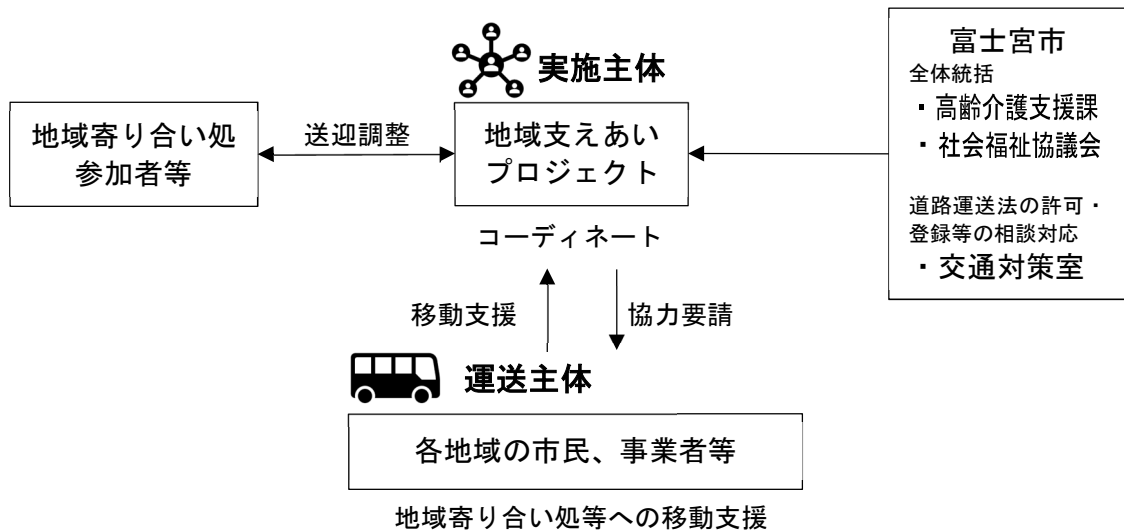 実施主体
地域寄り合い処
参加者等
送迎調整
地域支えあい
プロジェクト
コーディネート
富士宮市
全体統括
・高齢介護支援課
・社会福祉協議会
道路運送法の許可・
登録等の相談対応
・交通対策室
移動支援
協力要請
運送主体
各地域の市民、事業者等
地域寄り合い処等への移動支援